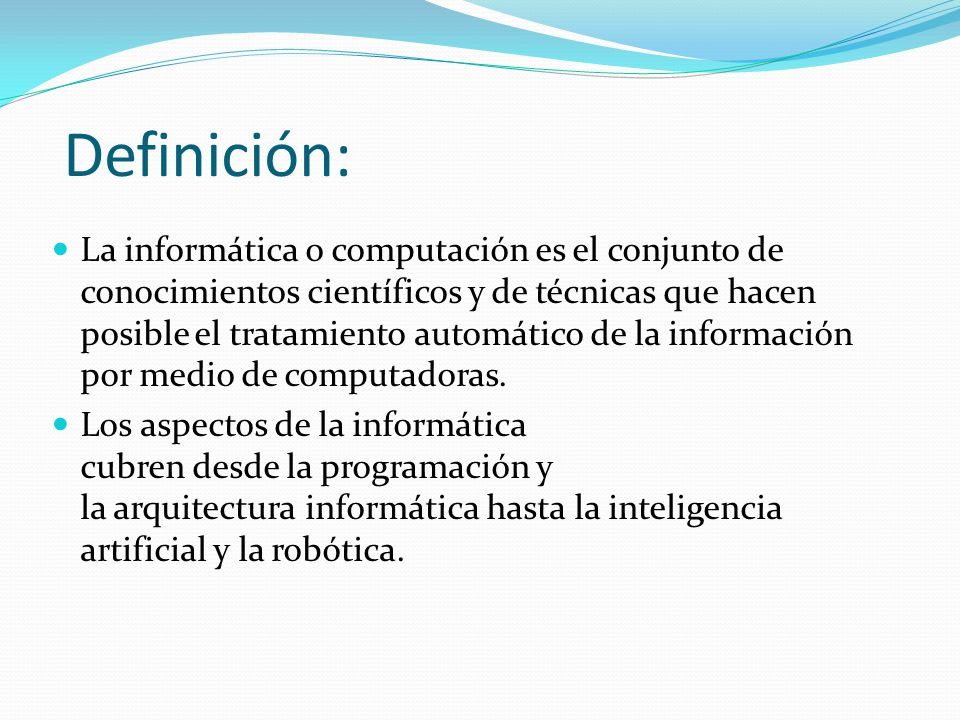 Definición:
La informática o computación es el conjunto de
conocimientos científicos y de técnicas que hacen
posible el tratamiento automático de la información
por medio de computadoras.
Los aspectos de la informática
cubren desde la programación y
la arquitectura informática hasta la inteligencia
artificial y la robótica.